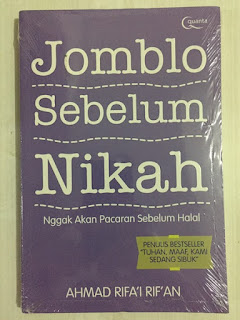 quanta
Jomblo
Sebelum
Nikah
Nggak Akan Pacaran Sebelum Halal
PENULIS BESTSELLER
"TUHAN, MAAF, KAMI
SEDANG SIBUK"
AHMAD RIFA'I RIF'AN